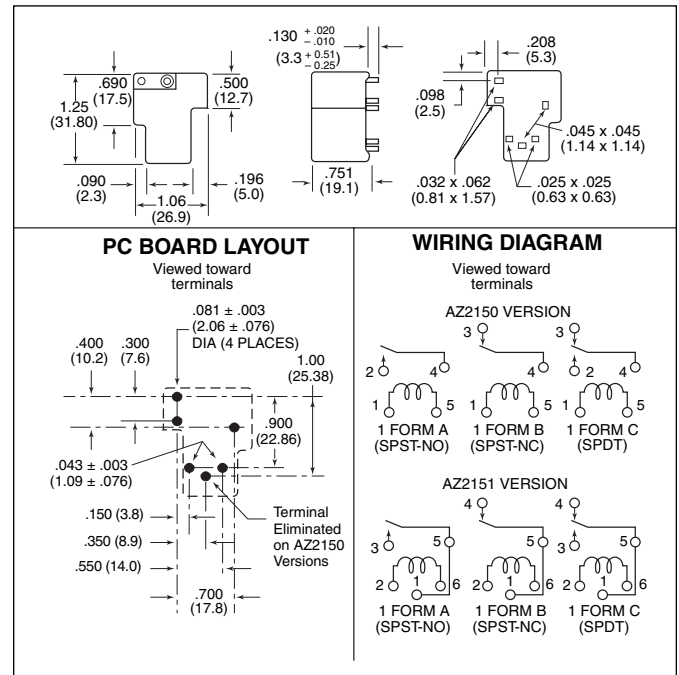 .130 +.020 –.010
(3.3 +0.51 –0.25)
.208
(5.3)
.690
(17.5)
.500
(12.7)
1.25
(31.80)
.098
(2.5)
.045 x .045
(1.14 x 1.14)
.090
(2.3)
.196
(5.0)
1.06
(26.9)
.751
(19.1)
.032 x .062
(0.81 x 1.57)
.025 x .025
(0.63 x 0.63)
PC BOARD LAYOUT
Viewed toward
terminals
.081 ± .003
(2.06 ± .076)
DIA (4 PLACES)
.400
(10.2)
.300
(7.6)
1.00
(25.38)
.900
(22.86)
.043 ± .003
(1.09 ± .076)
.150 (3.8)
.350 (8.9)
.550 (14.0)
.700
(17.8)
Terminal
Eliminated
on AZ2150
Versions
WIRING DIAGRAM
Viewed toward
terminals
AZ2150 VERSION
3 3
2 4 4 2 4
1 5 1 5 1 5
1 FORM A 1 FORM B 1 FORM C
(SPST-NO) (SPST-NC) (SPDT)
AZ2151 VERSION
4 4
3 5 5 3 5
2 1 6 2 1 6 2 1 6
1 FORM A 1 FORM B 1 FORM C
(SPST-NO) (SPST-NC) (SPDT)